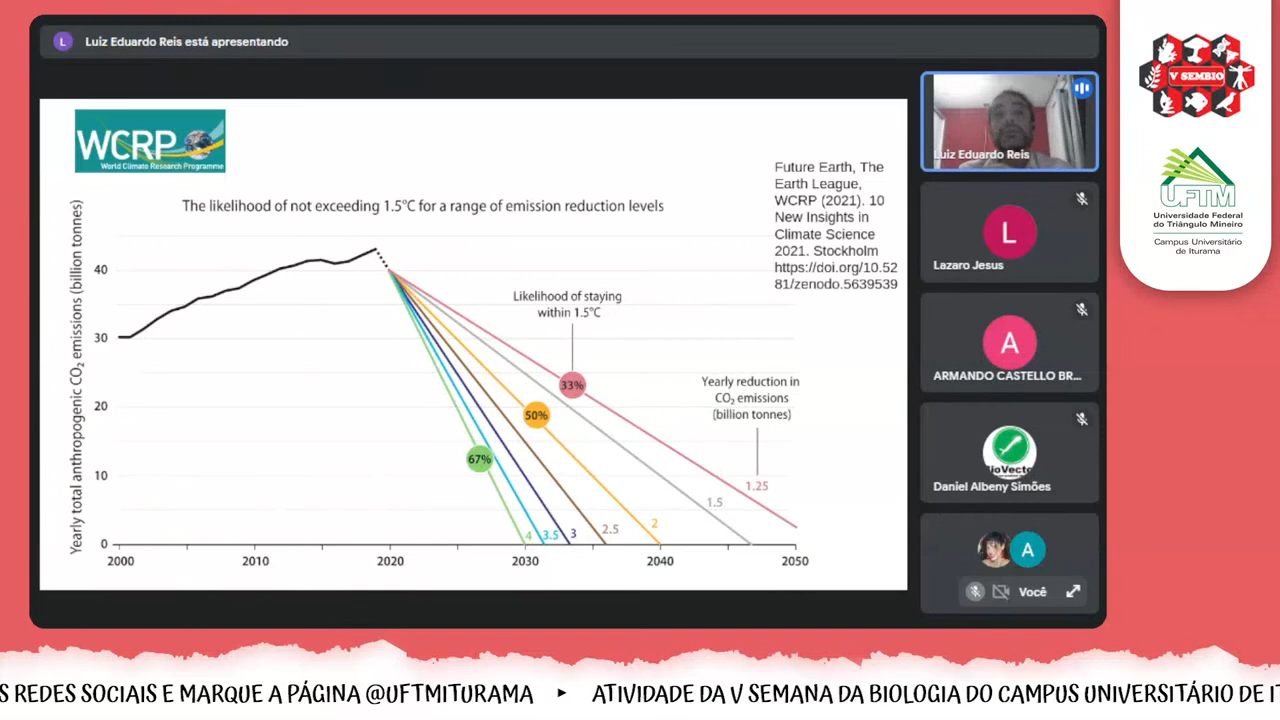 L
Luiz Eduardo Reis está apresentando
WCRP
World Climate Research Programme
Future Earth, The
Earth League,
WCRP (2021). 10
New Insights in
Climate Science
2021. Stockholm
https://doi.org/10.52
81/zenodo.5639539
The likelihood of not exceeding 1.5°C for a range of emission reduction levels
Yearly total anthropogenic CO₂ emissions (billion tonnes)
40
30
20
10
0
2000
2010
2020
2030
2040
2050
Likelihood of staying
within 1.5°C
33%
50%
67%
Yearly reduction in
CO₂ emissions
(billion tonnes)
1.25
1.5
2
2.5
3
3.5
4
Luiz Eduardo Reis
L
Lazaro Jesus
A
ARMANDO CASTELLO BR...
BioVecto
Daniel Albeny Simões
A
Você
V SEMBIO
UFTM
Universidade Federal
do Triângulo Mineiro
Campus Universitário
de Iturama
S REDES SOCIAIS E MARQUE A PÁGINA @UFTMITURAMA ‣ ATIVIDADE DA V SEMANA DA BIOLOGIA DO CAMPUS UNIVERSITÁRIO DE IT